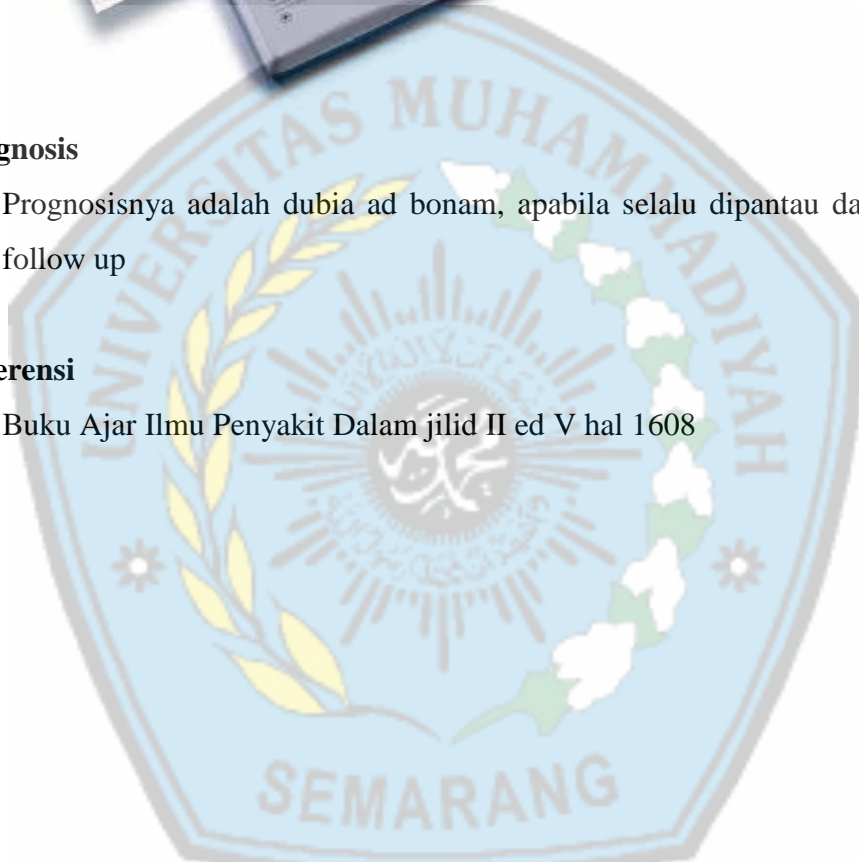 gnosis
Prognosisnya adalah dubia ad bonam, apabila selalu dipantau da
follow up
erensi
Buku Ajar Ilmu Penyakit Dalam jilid II ed V hal 1608
UNIVERSITAS MUHAMMADIYAH
SEMARANG